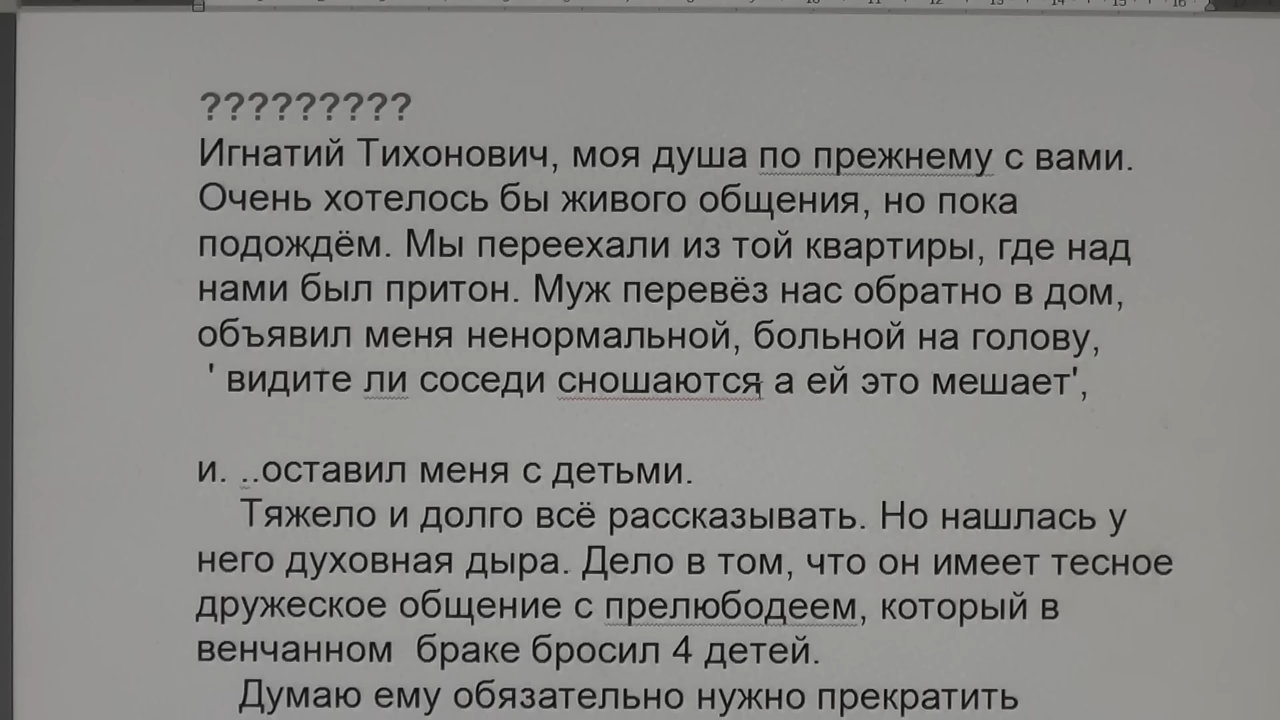 ?????????
Игнатий Тихонович, моя душа по прежнему с вами.
Очень хотелось бы живого общения, но пока
подождём. Мы переехали из той квартиры, где над
нами был притон. Муж перевёз нас обратно в дом,
объявил меня ненормальной, больной на голову,
' видите ли соседи сношаются а ей это мешает',
и. ..оставил меня с детьми.
Тяжело и долго всё рассказывать. Но нашлась у
него духовная дыра. Дело в том, что он имеет тесное
дружеское общение с прелюбодеем, который в
венчанном  браке бросил 4 детей.
Думаю ему обязательно нужно прекратить